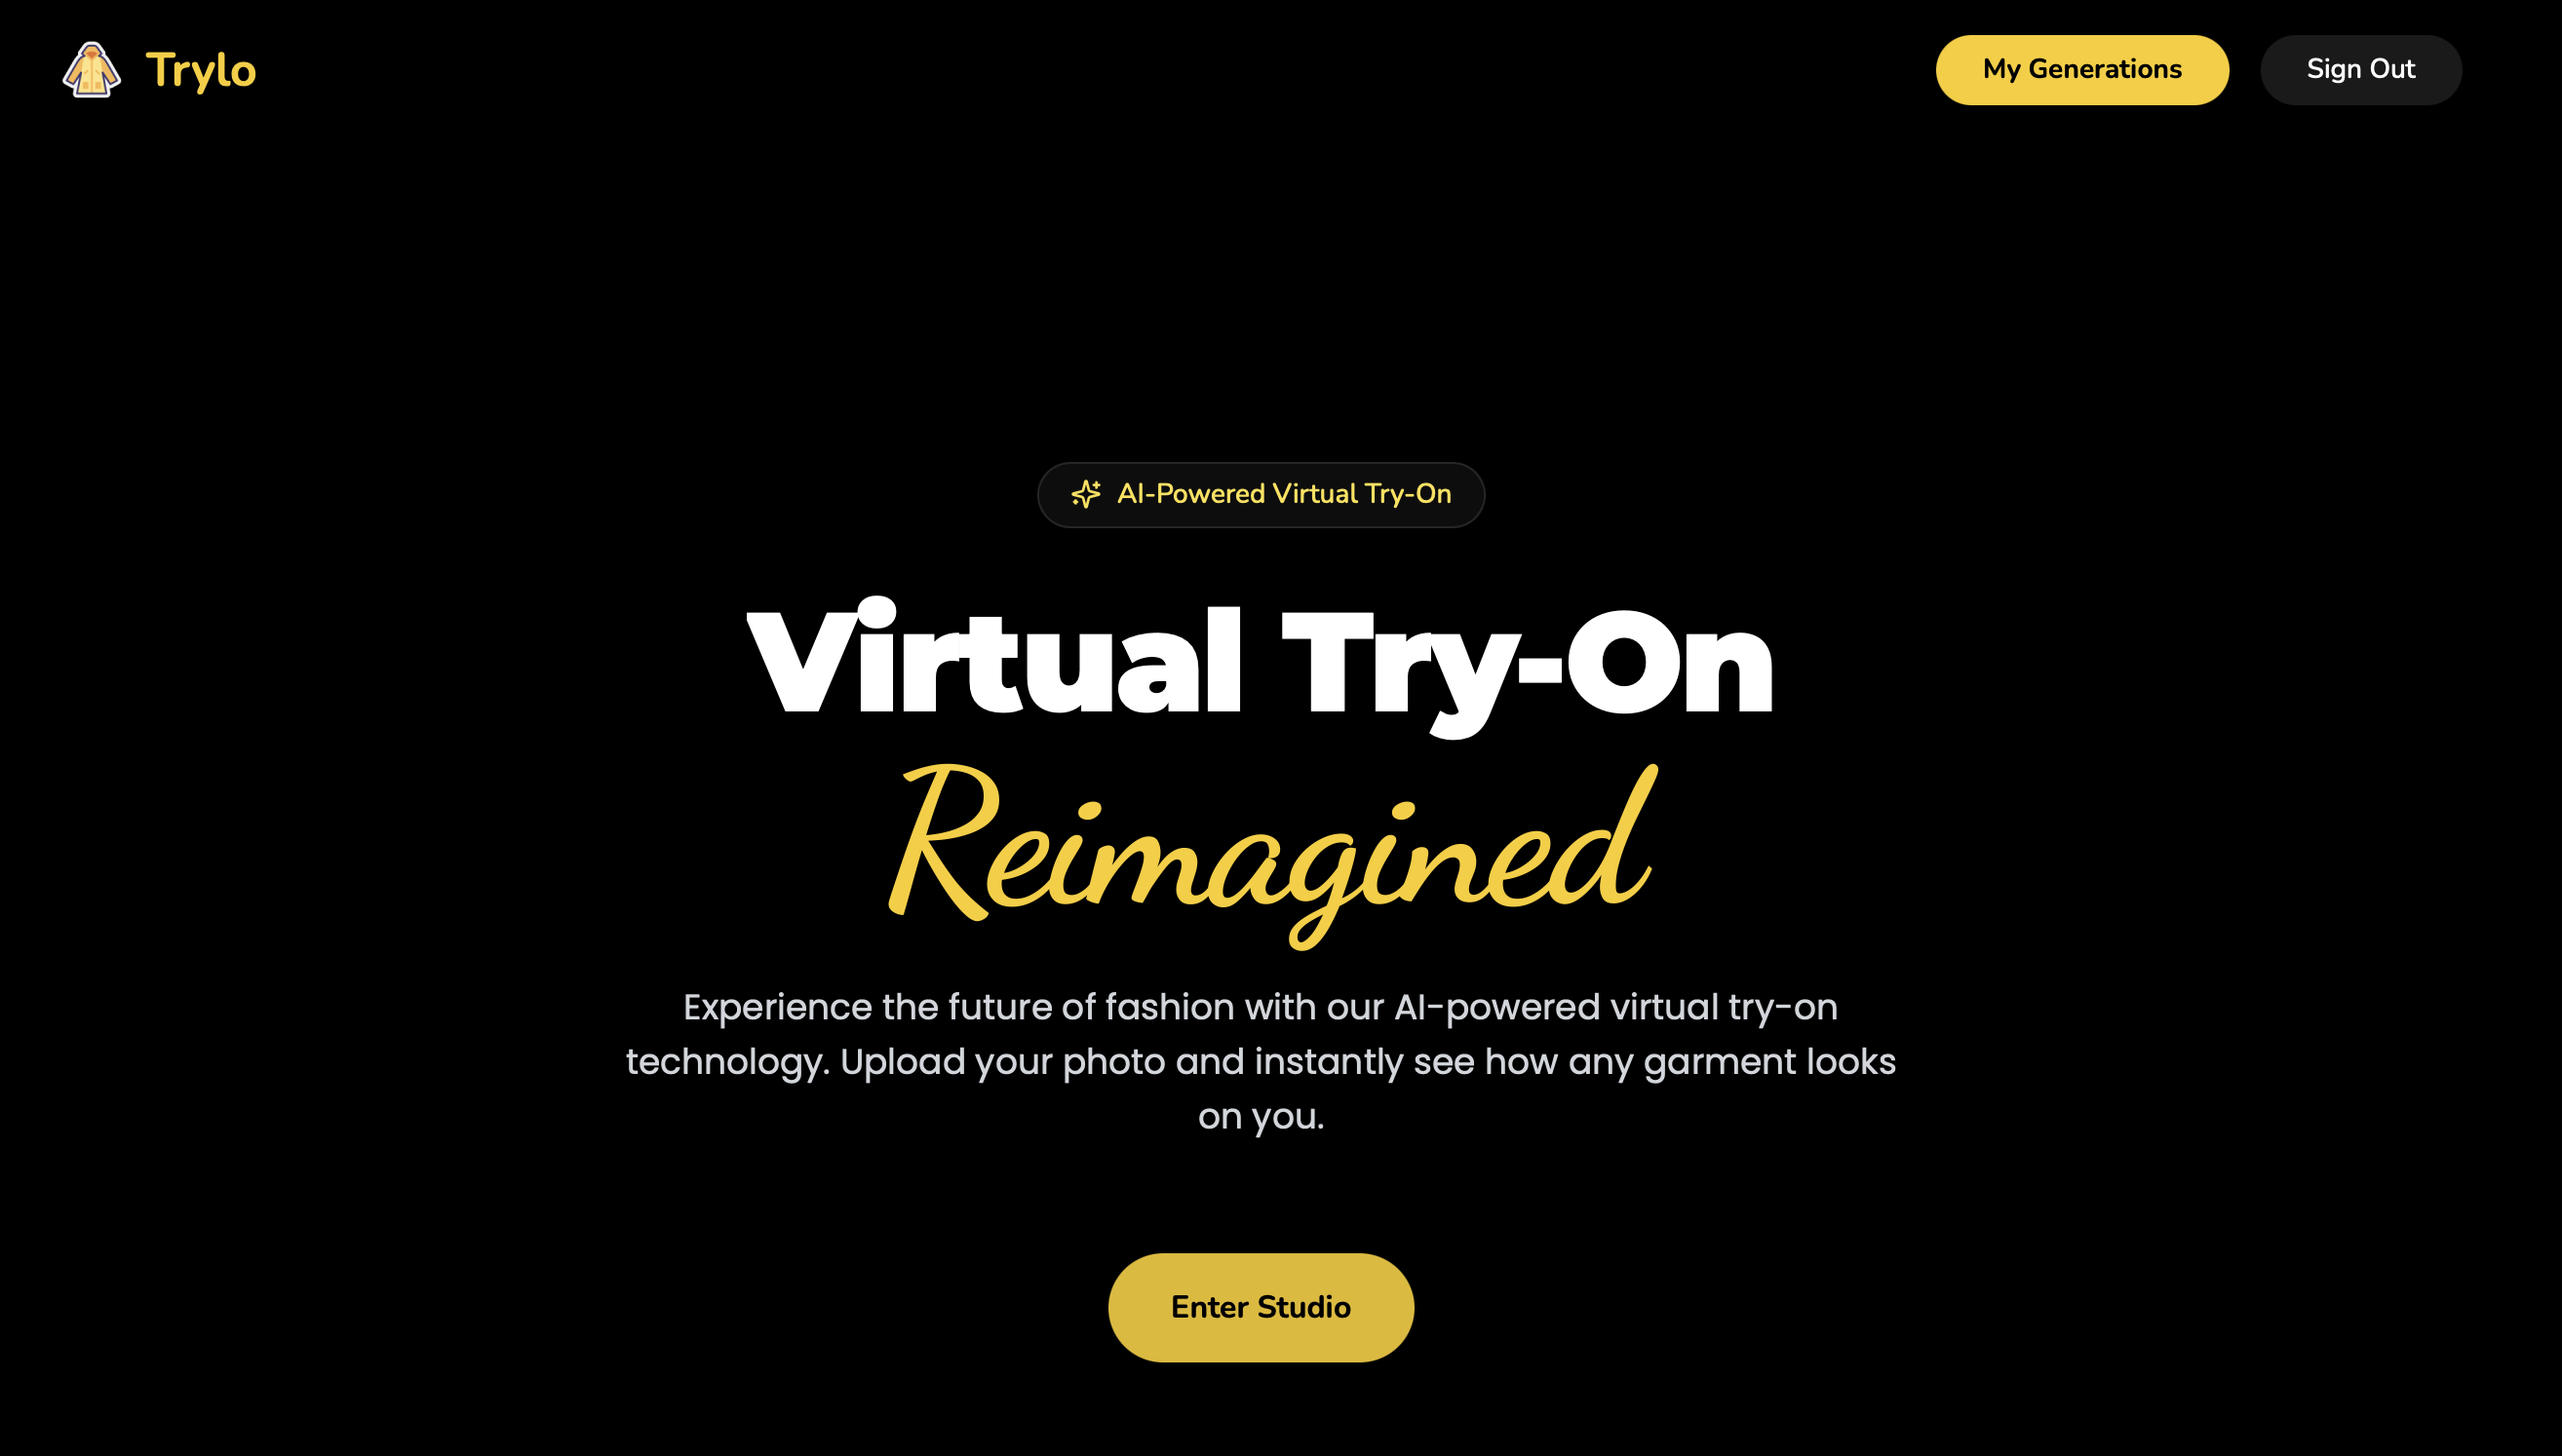 Trylo
My Generations
Sign Out
AI-Powered Virtual Try-On
Virtual Try-On
Reimagined
Experience the future of fashion with our AI-powered virtual try-on
technology. Upload your photo and instantly see how any garment looks
on you.
Enter Studio